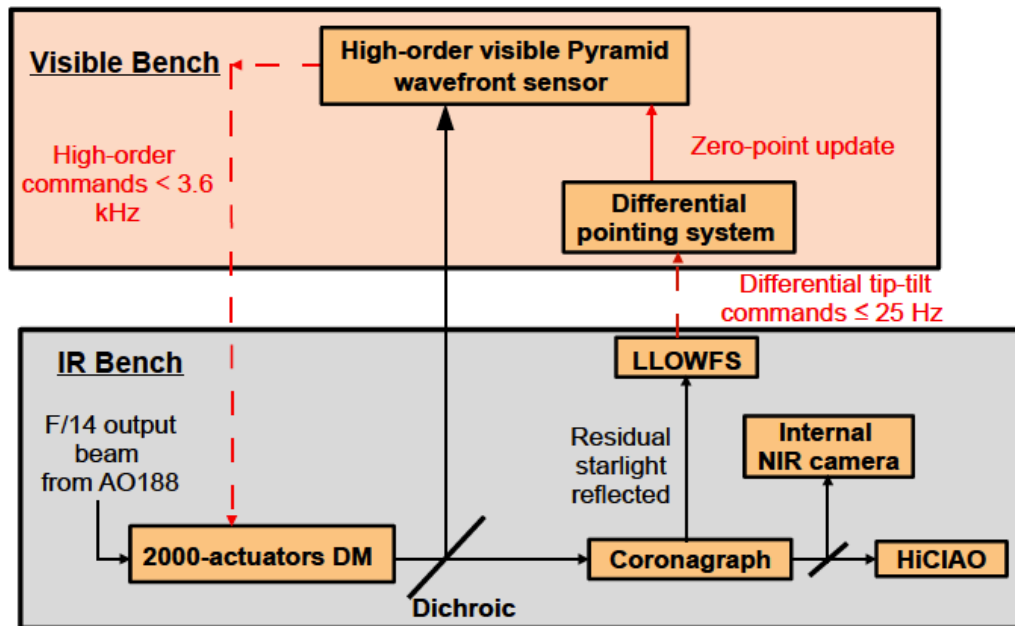 Visible Bench
High-order visible Pyramid
wavefront sensor
High-order
commands < 3.6
kHz
Zero-point update
Differential
pointing system
Differential tip-tilt
commands ≤ 25 Hz
IR Bench
LLOWFS
F/14 output
beam
from AO188
Residual
starlight
reflected
Internal
NIR camera
2000-actuators DM
Coronagraph
HiCIAO
Dichroic